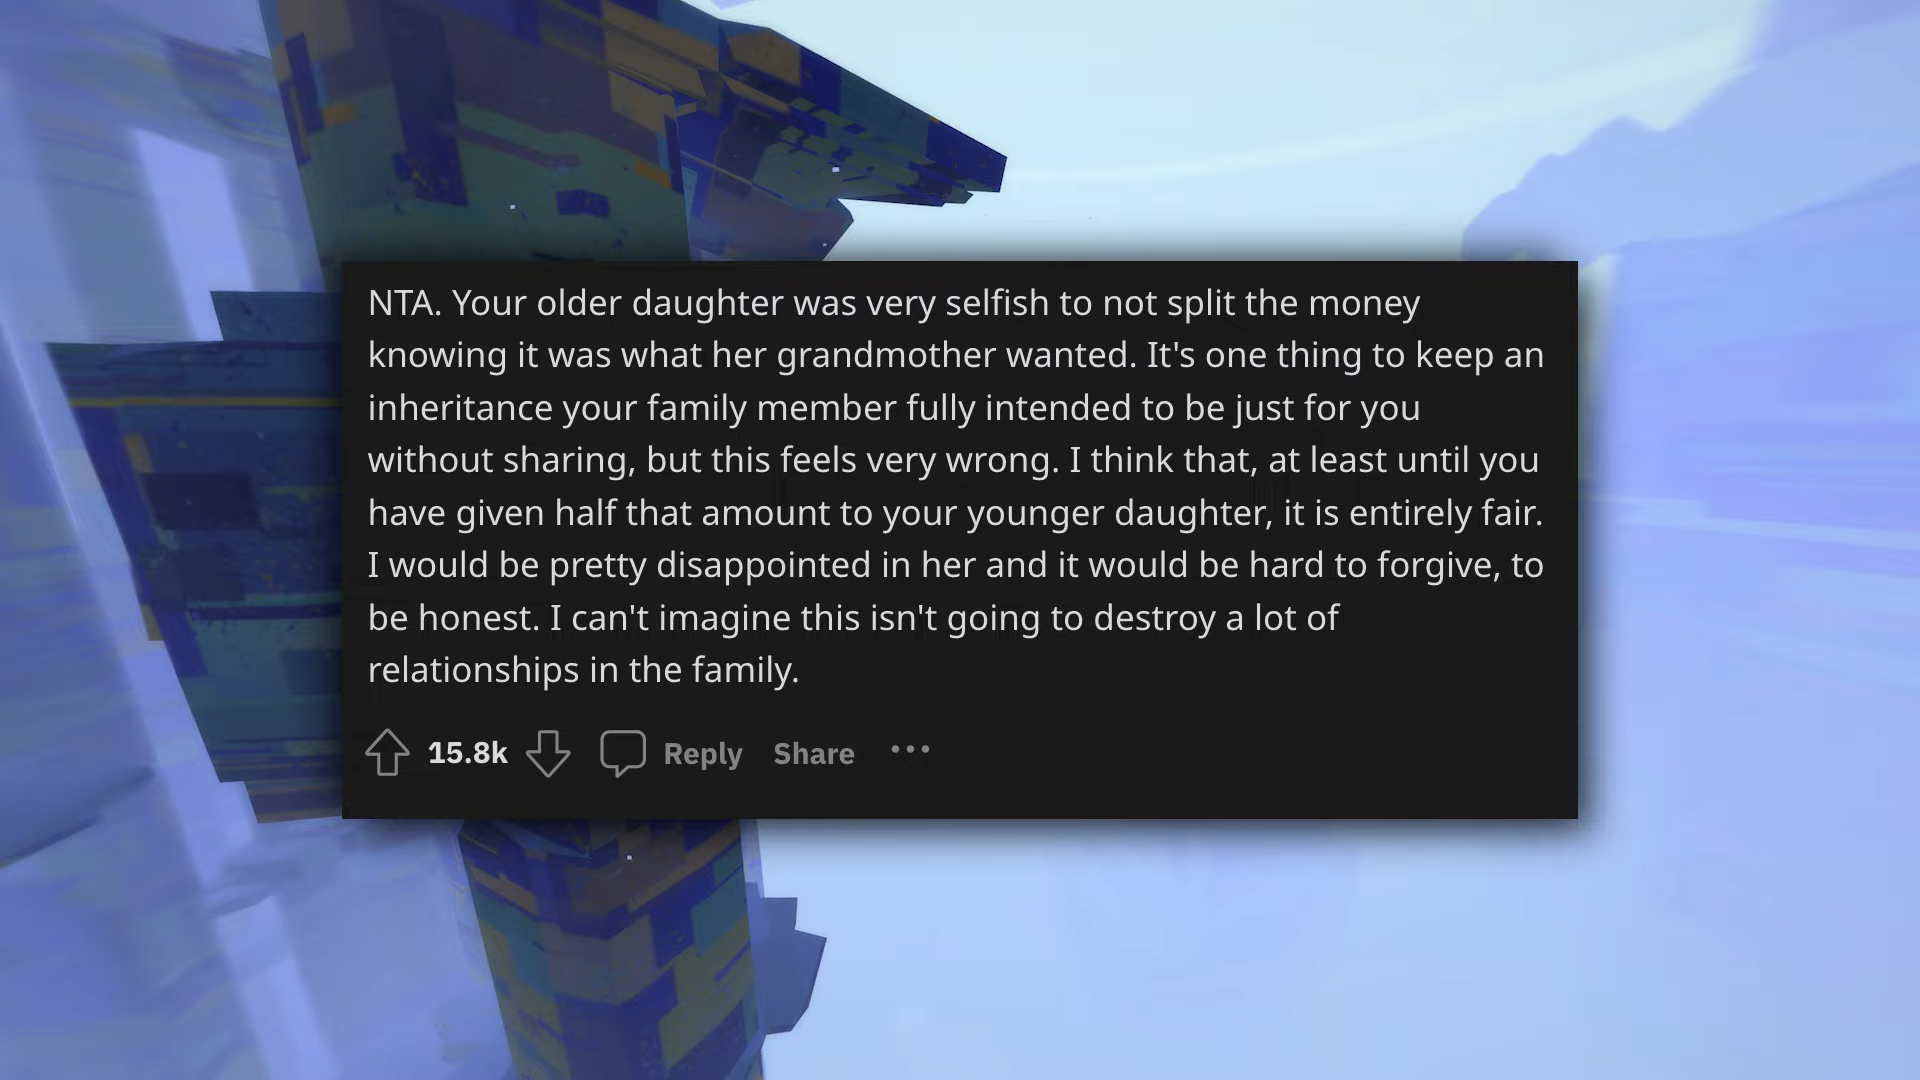 NTA. Your older daughter was very selfish to not split the money
knowing it was what her grandmother wanted. It's one thing to keep an
inheritance your family member fully intended to be just for you
without sharing, but this feels very wrong. I think that, at least until you
have given half that amount to your younger daughter, it is entirely fair.
I would be pretty disappointed in her and it would be hard to forgive, to
be honest. I can't imagine this isn't going to destroy a lot of
relationships in the family.
15.8k Reply Share •••